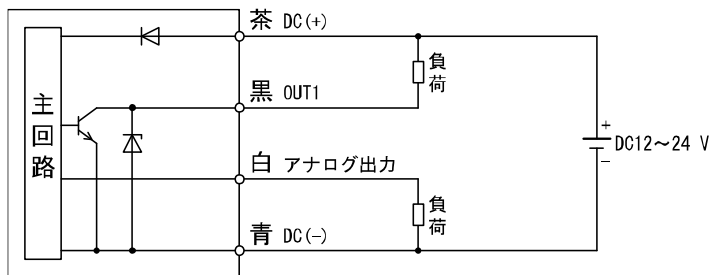 茶 DC(+)
負荷
黒 OUT1
主回路
+
DC12～24 V
−
白 アナログ出力
負荷
青 DC(−)